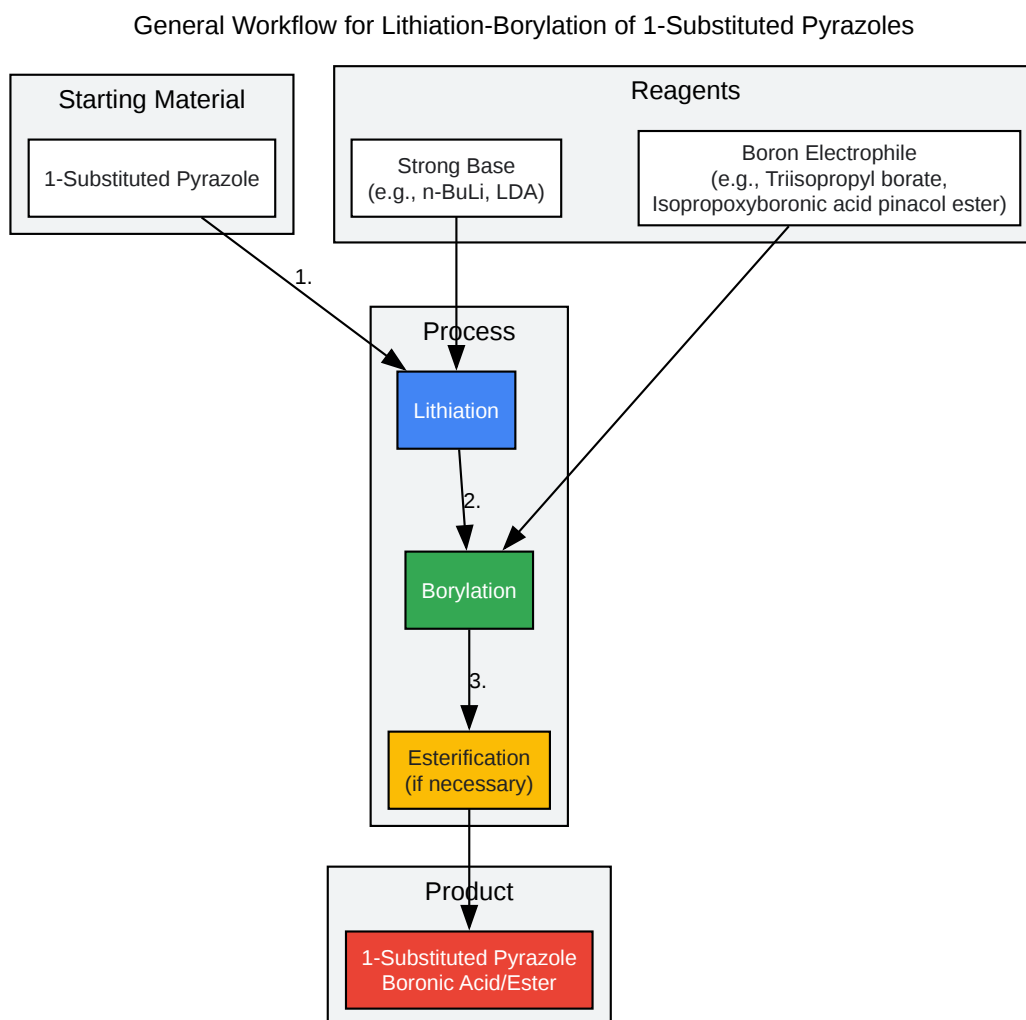 General Workflow for Lithiation-Borylation of 1-Substituted Pyrazoles
Starting Material
1-Substituted Pyrazole
Reagents
Strong Base
(e.g., n-BuLi, LDA)
Boron Electrophile
(e.g., Triisopropyl borate,
Isopropoxyboronic acid pinacol ester)
1.
Process
Lithiation
2.
Borylation
3.
Esterification
(if necessary)
Product
1-Substituted Pyrazole
Boronic Acid/Ester